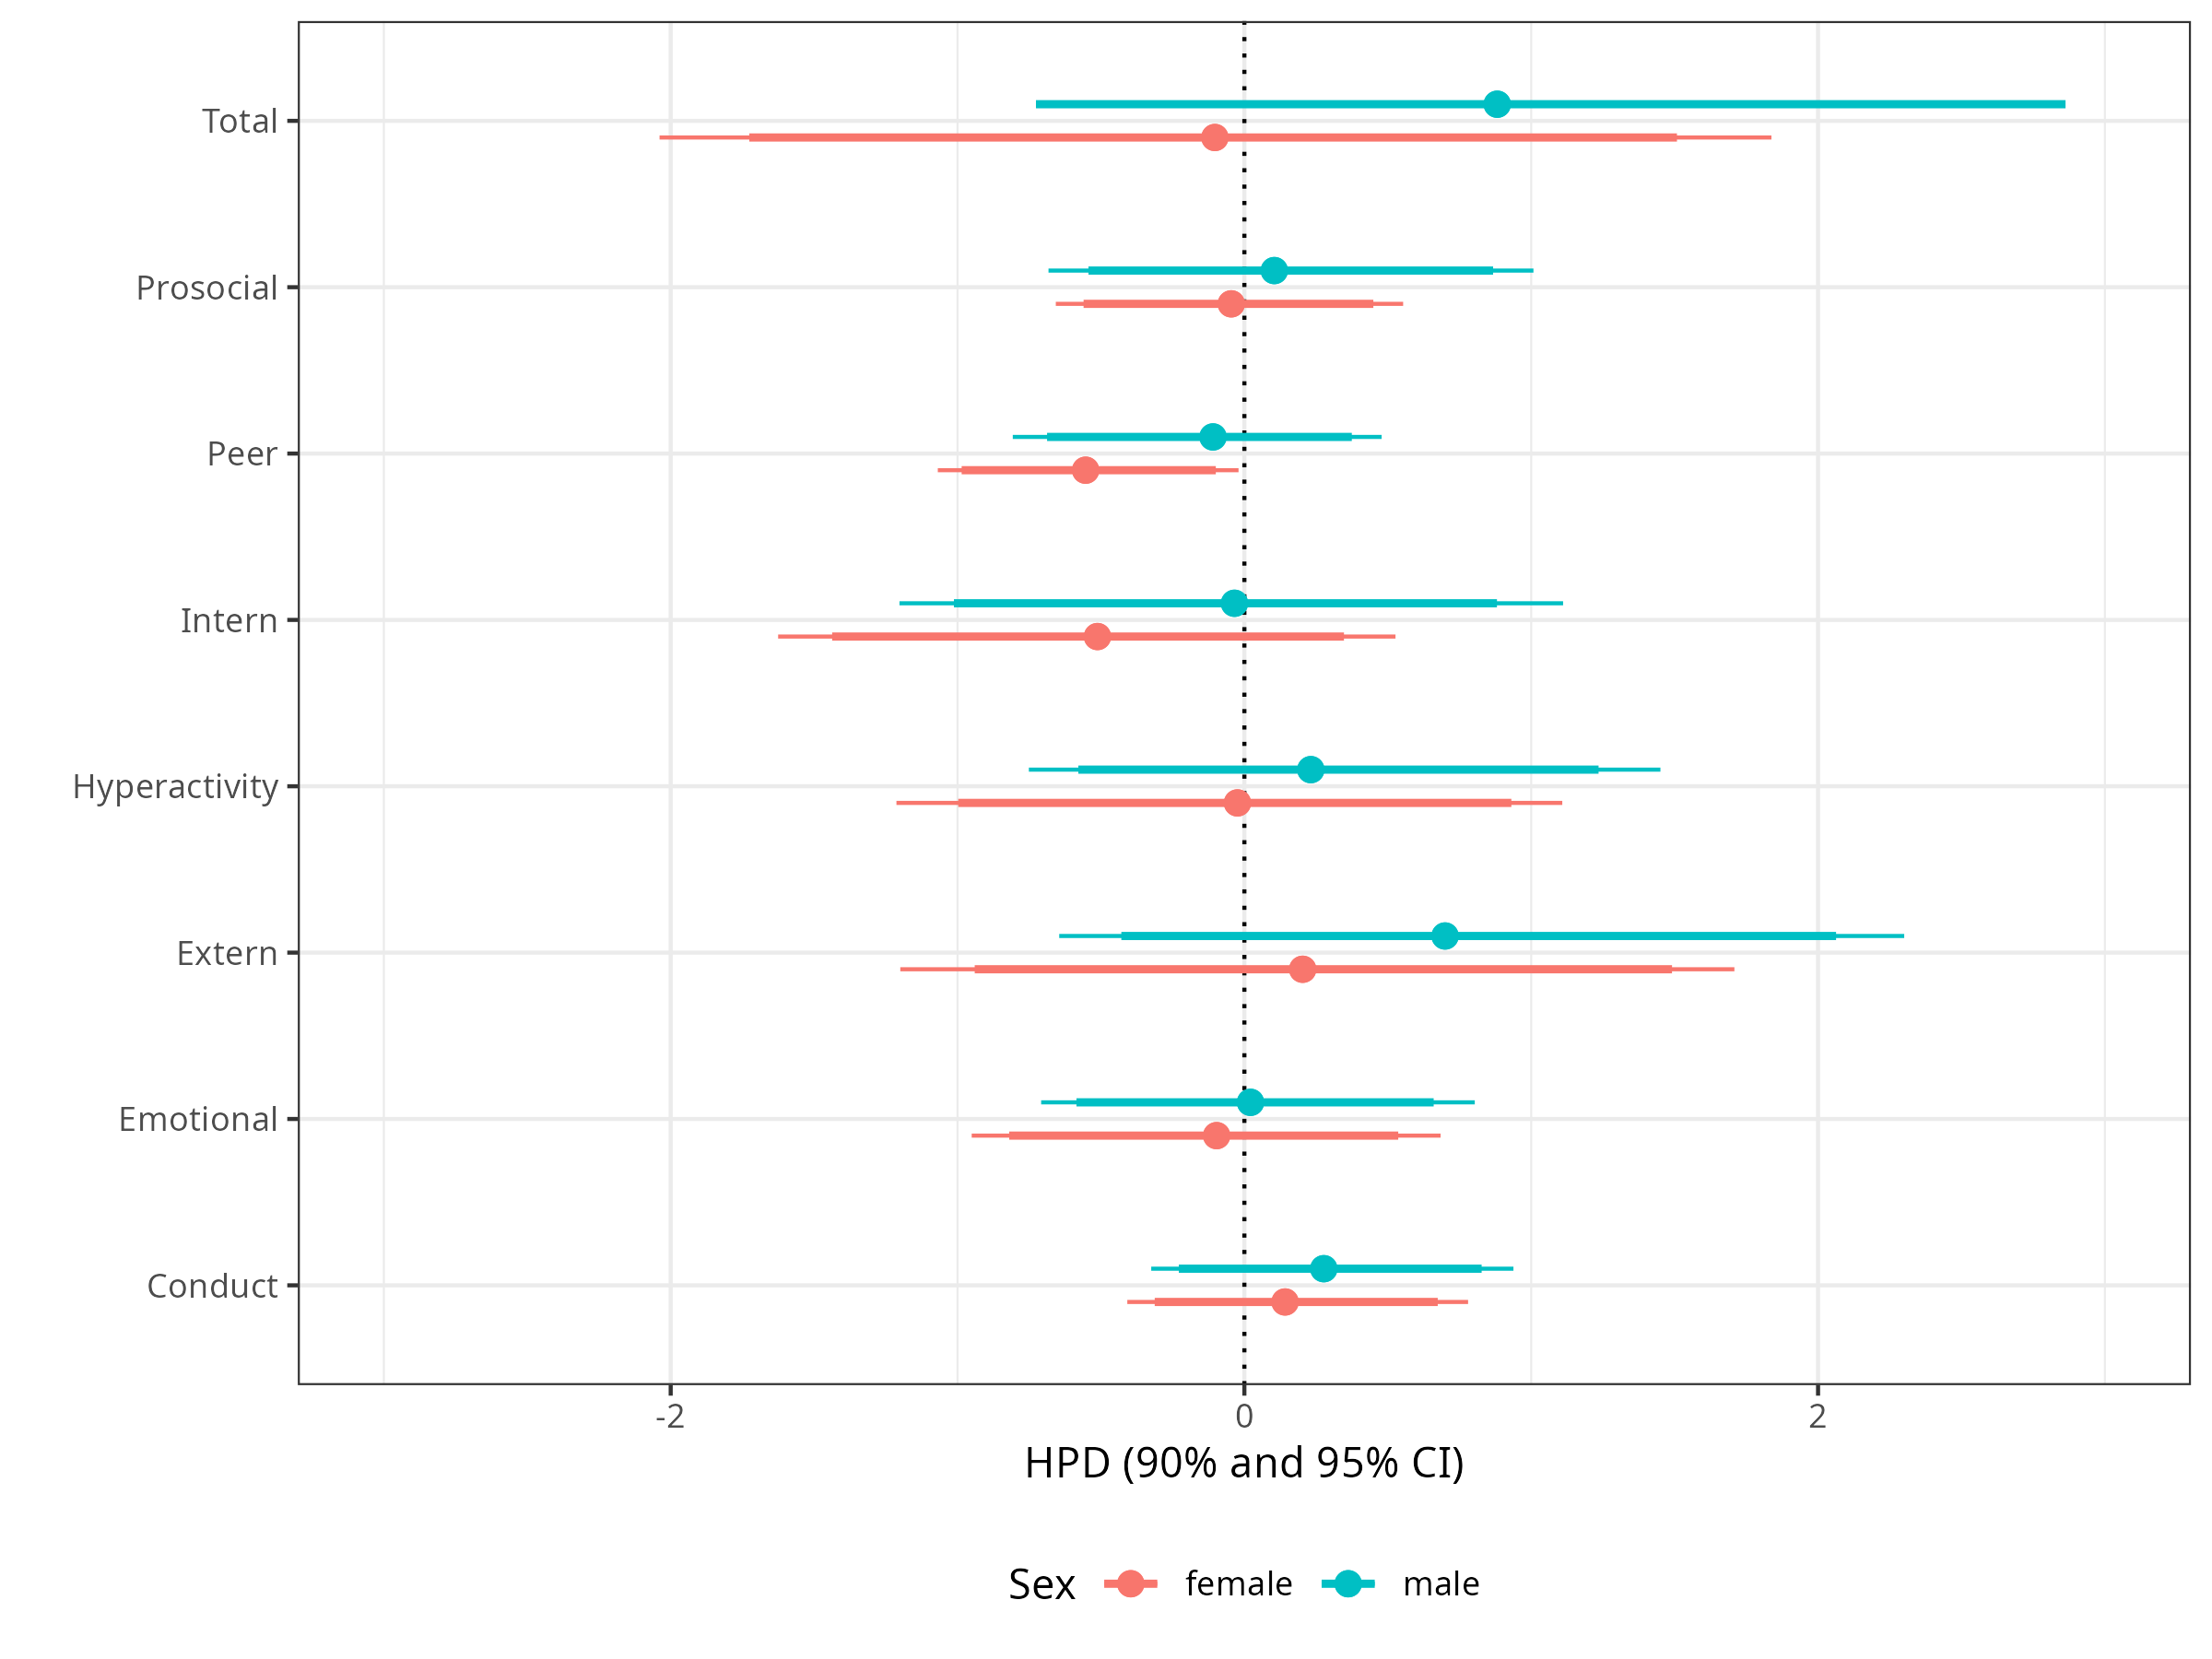 Total
Prosocial
Peer
Intern
Hyperactivity
Extern
Emotional
Conduct
-2 0 2
HPD (90% and 95% CI)
Sex female male